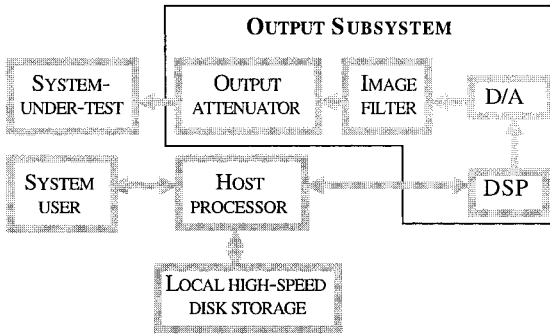 OUTPUT SUBSYSTEM
SYSTEM-
UNDER-TEST
OUTPUT
ATTENUATOR
IMAGE
FILTER
D/A
SYSTEM
USER
HOST
PROCESSOR
DSP
LOCAL HIGH-SPEED
DISK STORAGE